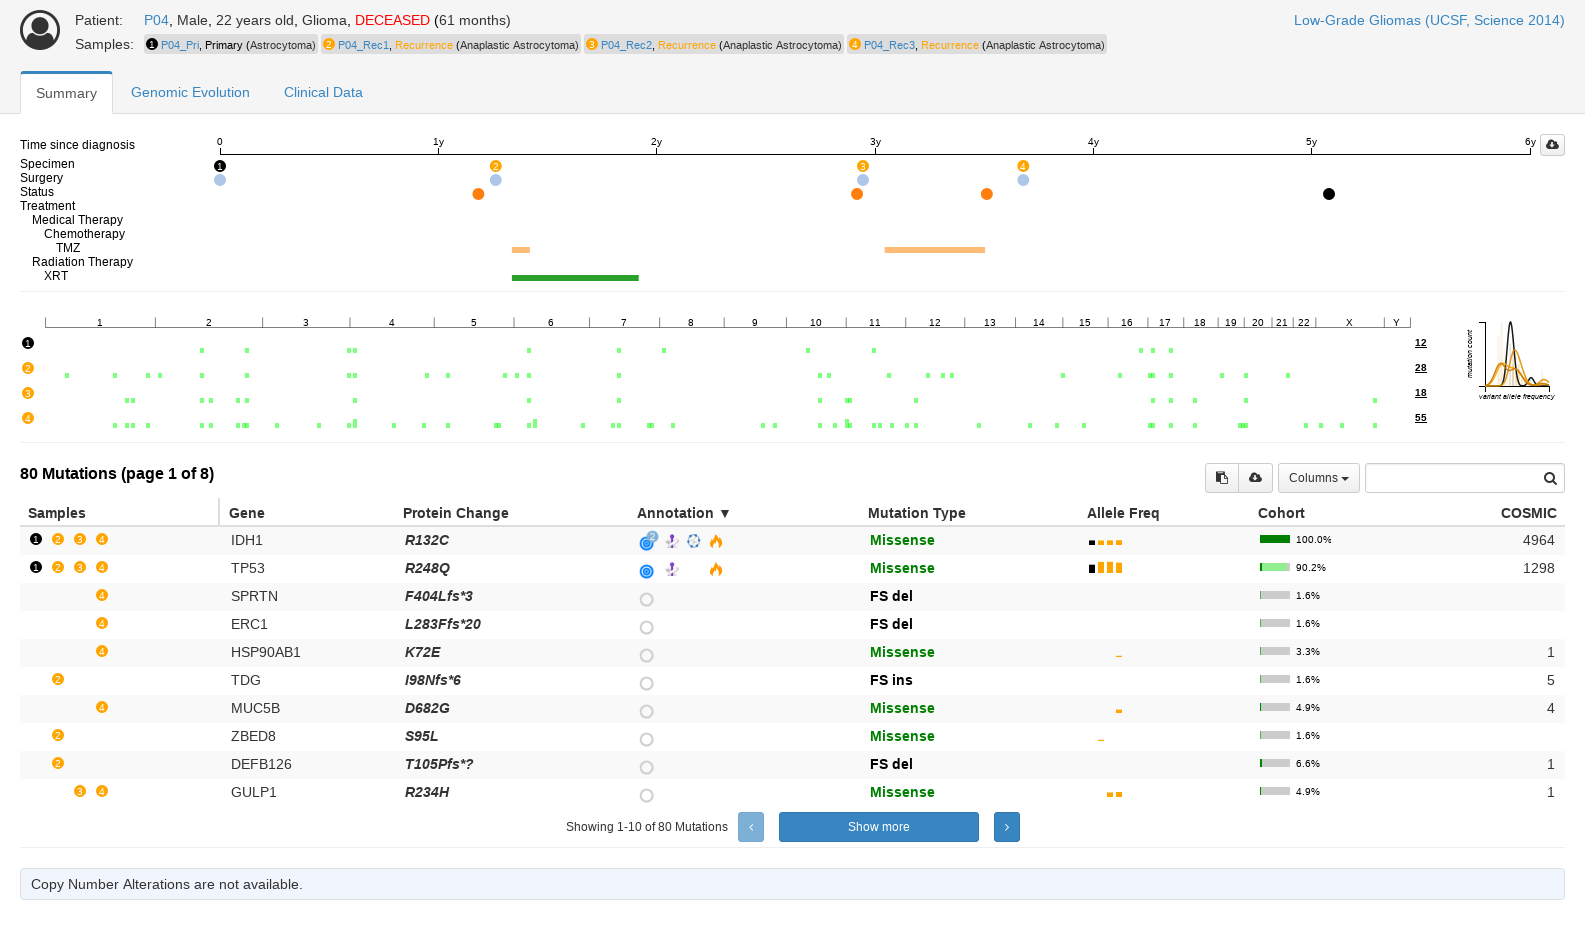 Patient: P04, Male, 22 years old, Glioma, DECEASED (61 months) Low-Grade Gliomas (UCSF, Science 2014)
Samples: 1 P04_Pri, Primary (Astrocytoma) 2 P04_Rec1, Recurrence (Anaplastic Astrocytoma) 3 P04_Rec2, Recurrence (Anaplastic Astrocytoma) 4 P04_Rec3, Recurrence (Anaplastic Astrocytoma)
Summary Genomic Evolution Clinical Data
Time since diagnosis 0 1y 2y 3y 4y 5y 6y
Specimen 1 2 3 4
Surgery
Status
Treatment
Medical Therapy
Chemotherapy
TMZ
Radiation Therapy
XRT
1 2 3 4 5 6 7 8 9 10 11 12 13 14 15 16 17 18 19 20 21 22 X Y
1 12
2 28
3 18
4 55
mutation count
variant allele frequency
80 Mutations (page 1 of 8) Columns
Samples Gene Protein Change Annotation ▼ Mutation Type Allele Freq Cohort COSMIC
1 2 3 4 IDH1 R132C 2 Missense 100.0% 4964
1 2 3 4 TP53 R248Q Missense 90.2% 1298
4 SPRTN F404Lfs*3 FS del 1.6%
4 ERC1 L283Ffs*20 FS del 1.6%
4 HSP90AB1 K72E Missense 3.3% 1
2 TDG I98Nfs*6 FS ins 1.6% 5
4 MUC5B D682G Missense 4.9% 4
2 ZBED8 S95L Missense 1.6%
2 DEFB126 T105Pfs*? FS del 6.6% 1
3 4 GULP1 R234H Missense 4.9% 1
Showing 1-10 of 80 Mutations ‹ Show more ›
Copy Number Alterations are not available.